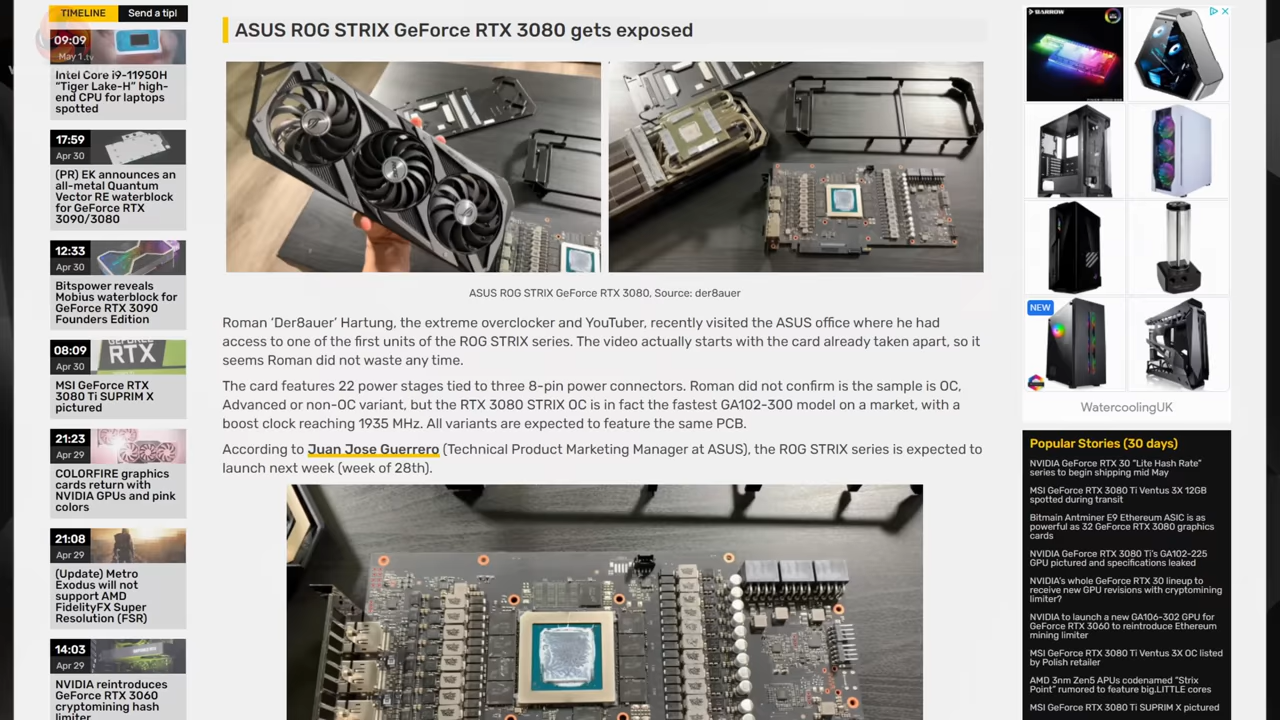 TIMELINE
Send a tip!
09:09
May 1
Intel Core i9-11950H
“Tiger Lake-H” high-
end CPU for laptops
spotted
17:59
Apr 30
(PR) EK announces an
all-metal Quantum
Vector RE waterblock
for GeForce RTX
3090/3080
12:33
Apr 30
Bitspower reveals
Mobius waterblock for
GeForce RTX 3090
Founders Edition
08:09
Apr 30
RTX
MSI GeForce RTX
3080 Ti SUPRIM X
pictured
21:23
Apr 29
COLORFIRE graphics
cards return with
NVIDIA GPUs and pink
colors
21:08
Apr 29
(Update) Metro
Exodus will not
support AMD
FidelityFX Super
Resolution (FSR)
14:03
Apr 29
NVIDIA reintroduces
GeForce RTX 3060
cryptomining hash
limiter
ASUS ROG STRIX GeForce RTX 3080 gets exposed
ASUS ROG STRIX GeForce RTX 3080, Source: der8auer
Roman ‘Der8auer’ Hartung, the extreme overclocker and YouTuber, recently visited the ASUS office where he had
access to one of the first units of the ROG STRIX series. The video actually starts with the card already taken apart, so it
seems Roman did not waste any time.
The card features 22 power stages tied to three 8-pin power connectors. Roman did not confirm is the sample is OC,
Advanced or non-OC variant, but the RTX 3080 STRIX OC is in fact the fastest GA102-300 model on a market, with a
boost clock reaching 1935 MHz. All variants are expected to feature the same PCB.
According to Juan Jose Guerrero (Technical Product Marketing Manager at ASUS), the ROG STRIX series is expected to
launch next week (week of 28th).
BARROW
NEW
WatercoolingUK
Popular Stories (30 days)
NVIDIA GeForce RTX 30 “Lite Hash Rate”
series to begin shipping mid May
MSI GeForce RTX 3080 Ti Ventus 3X 12GB
spotted during transit
Bitmain Antminer E9 Ethereum ASIC is as
powerful as 32 GeForce RTX 3080 graphics
cards
NVIDIA GeForce RTX 3080 Ti’s GA102-225
GPU pictured and specifications leaked
NVIDIA’s whole GeForce RTX 30 lineup to
receive new GPU revisions with cryptomining
limiter?
NVIDIA to launch a new GA106-302 GPU for
GeForce RTX 3060 to reintroduce Ethereum
mining limiter
MSI GeForce RTX 3080 Ti Ventus 3X OC listed
by Polish retailer
AMD 3nm Zen5 APUs codenamed “Strix
Point” rumored to feature big.LITTLE cores
MSI GeForce RTX 3080 Ti SUPRIM X pictured